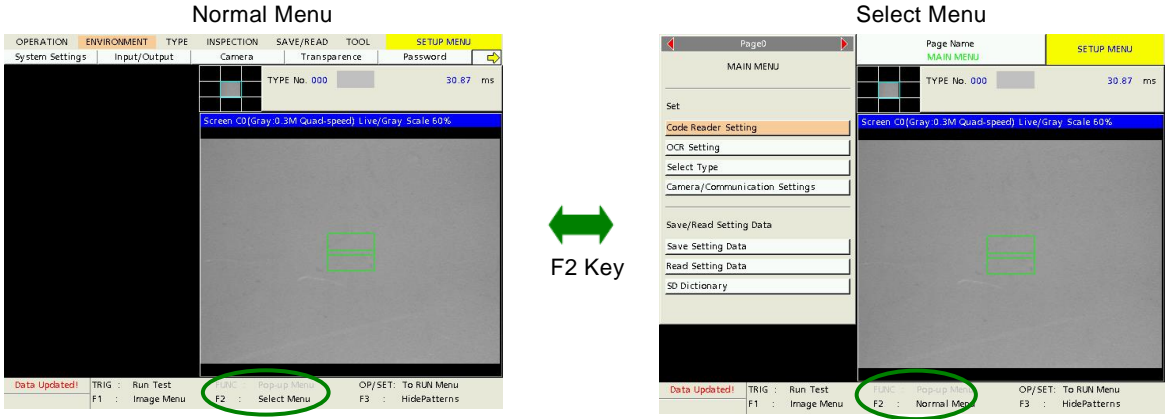 Normal Menu
OPERATION ENVIRONMENT TYPE INSPECTION SAVE/READ TOOL SETUP MENU
System Settings Input/Output Camera Transparence Password
TYPE No. 000 30.87 ms
Screen C0(Gray:0.3M Quad-speed) Live/Gray Scale 60%
Data Updated! TRIG : Run Test FUNC : Pop-up Menu OP/SET: To RUN Menu
F1 : Image Menu F2 : Select Menu F3 : HidePatterns
F2 Key
Select Menu
Page0 Page Name SETUP MENU
MAIN MENU
MAIN MENU
TYPE No. 000 30.87 ms
Set
Screen C0(Gray:0.3M Quad-speed) Live/Gray Scale 60%
Code Reader Setting
OCR Setting
Select Type
Camera/Communication Settings
Save/Read Setting Data
Save Setting Data
Read Setting Data
SD Dictionary
Data Updated! TRIG : Run Test FUNC : Pop-up Menu OP/SET: To RUN Menu
F1 : Image Menu F2 : Normal Menu F3 : HidePatterns